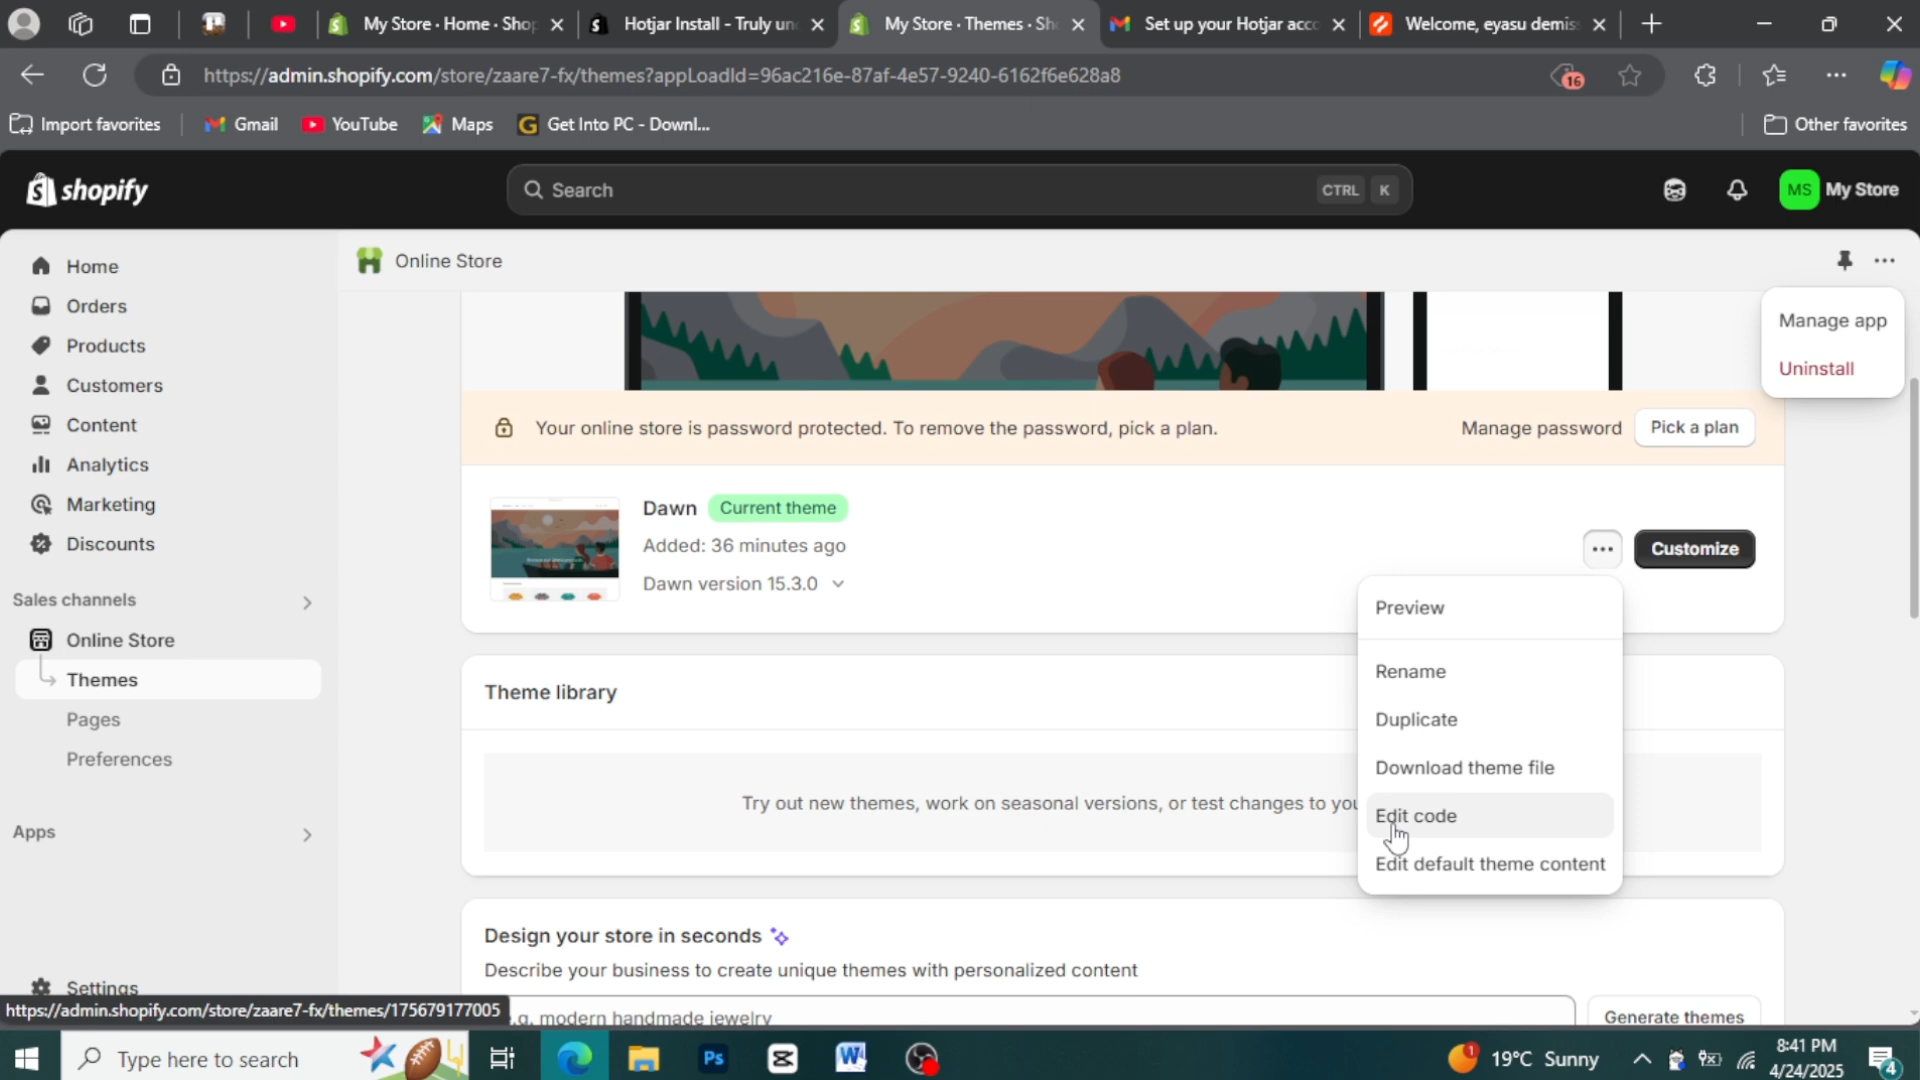 My Store · Home · Shop
Hotjar Install - Truly un
My Store · Themes · Sh
Set up your Hotjar acco
Welcome, eyasu demis
https://admin.shopify.com/store/zaare7-fx/themes?appLoadId=96ac216e-87af-4e57-9240-6162f6e628a8
16
Import favorites
Gmail
YouTube
Maps
Get Into PC - Downl...
Other favorites
shopify
Search
CTRL
K
MS
My Store
Home
Orders
Products
Customers
Content
Analytics
Marketing
Discounts
Sales channels
Online Store
Themes
Pages
Preferences
Apps
Settings
Online Store
Manage app
Uninstall
Your online store is password protected. To remove the password, pick a plan.
Manage password
Pick a plan
Dawn
Current theme
Added: 36 minutes ago
Dawn version 15.3.0
Customize
Preview
Rename
Duplicate
Download theme file
Edit code
Edit default theme content
Theme library
Try out new themes, work on seasonal versions, or test changes to you
Design your store in seconds
Describe your business to create unique themes with personalized content
e.g. modern handmade jewelry
Generate themes
https://admin.shopify.com/store/zaare7-fx/themes/175679177005
Type here to search
Ps
W
1
19°C Sunny
8:41 PM
4/24/2025
4